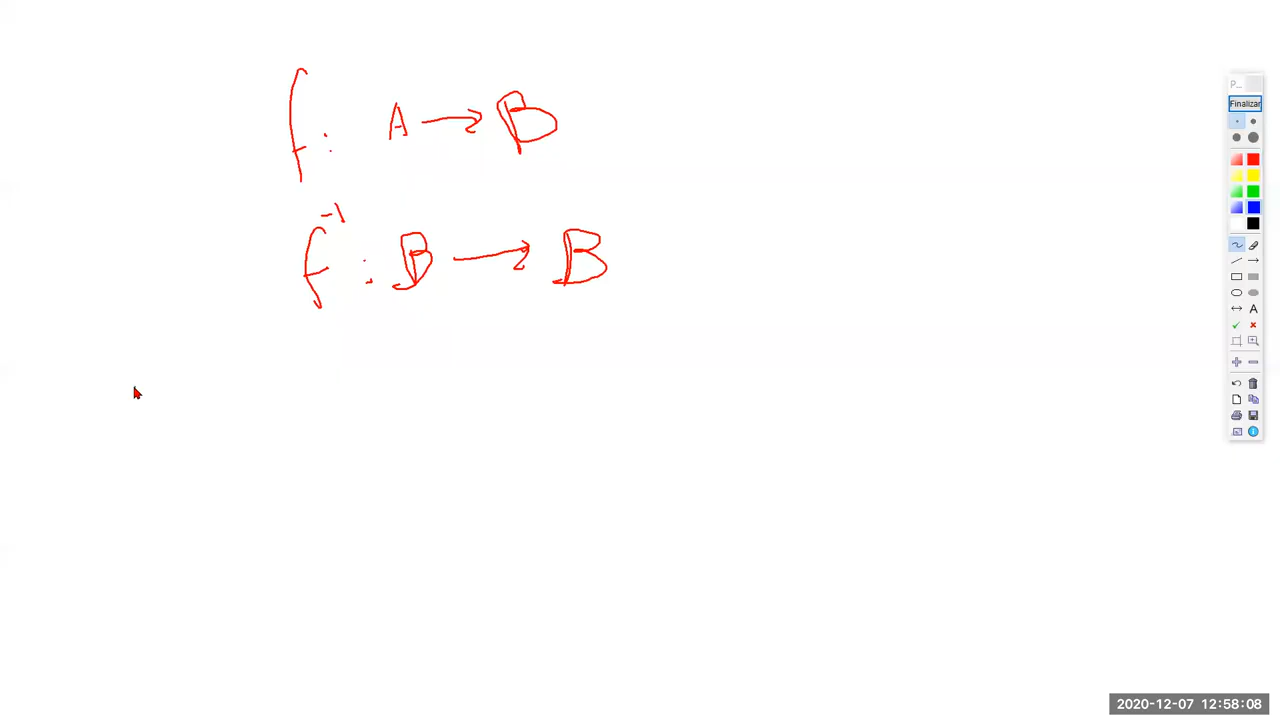 f: A → B
f⁻¹: B → B
P...
Finalizar
A
2020-12-07 12:58:08